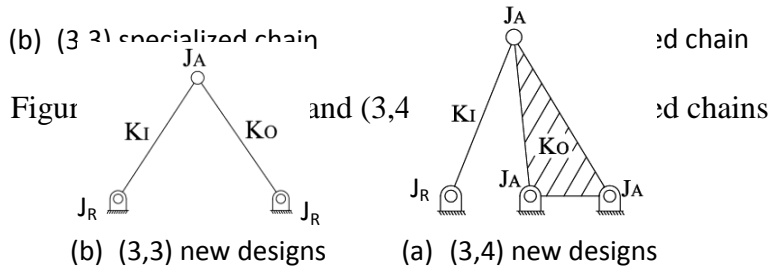 (b) (3,3) specialized chain
ed chain
Figur and (3,4 ed chains
JA
KI
KO
JR
JR
JA
KI
KO
JR
JA
JA
(b) (3,3) new designs
(a) (3,4) new designs